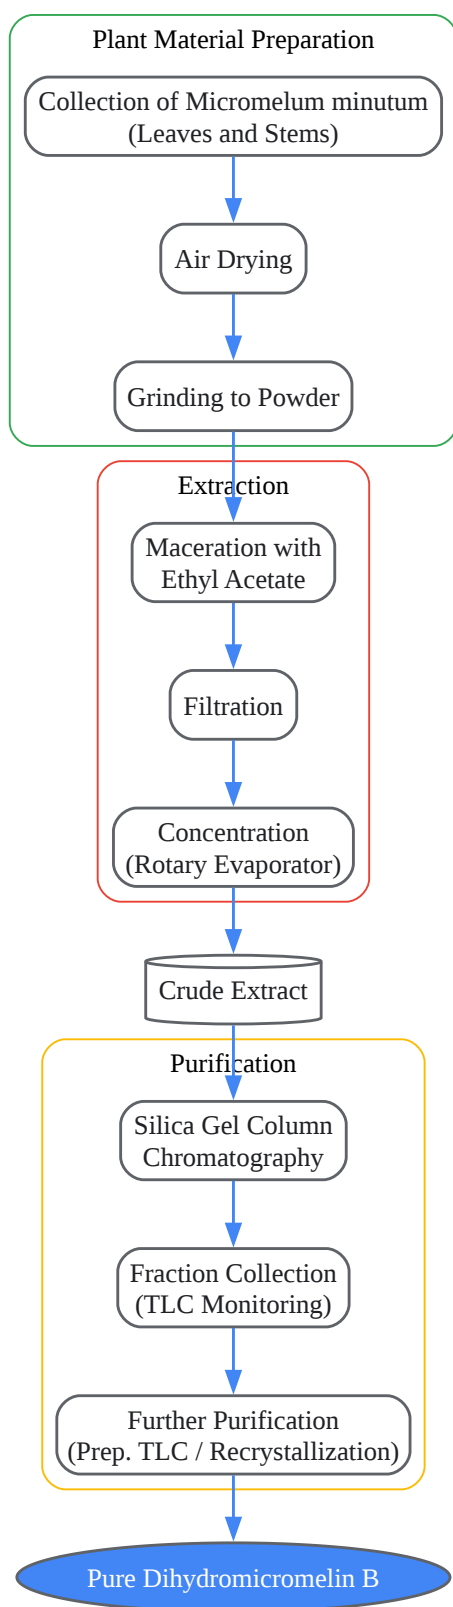 Plant Material Preparation
Collection of Micromelum minutum
(Leaves and Stems)
Air Drying
Grinding to Powder
Extraction
Maceration with
Ethyl Acetate
Filtration
Concentration
(Rotary Evaporator)
Crude Extract
Purification
Silica Gel Column
Chromatography
Fraction Collection
(TLC Monitoring)
Further Purification
(Prep. TLC / Recrystallization)
Pure Dihydromicromelin B